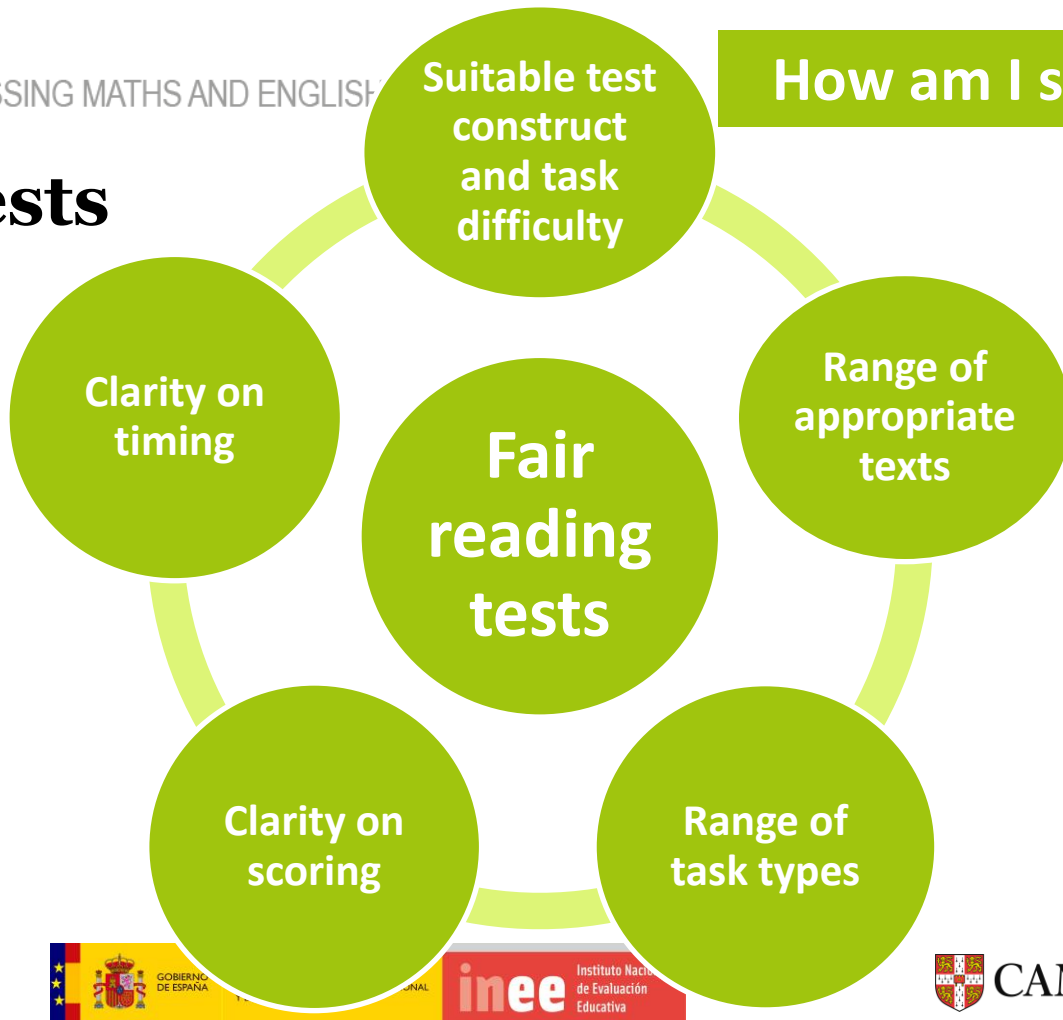 SSING MATHS AND ENGLISH
How am I s
ests
Suitable test
construct
and task
difficulty
Range of
appropriate
texts
Clarity on
timing
Fair
reading
tests
Clarity on
scoring
Range of
task types
GOBIERNO
DE ESPAÑA
inee
Instituto Nac
de Evaluación
Educativa
CAM